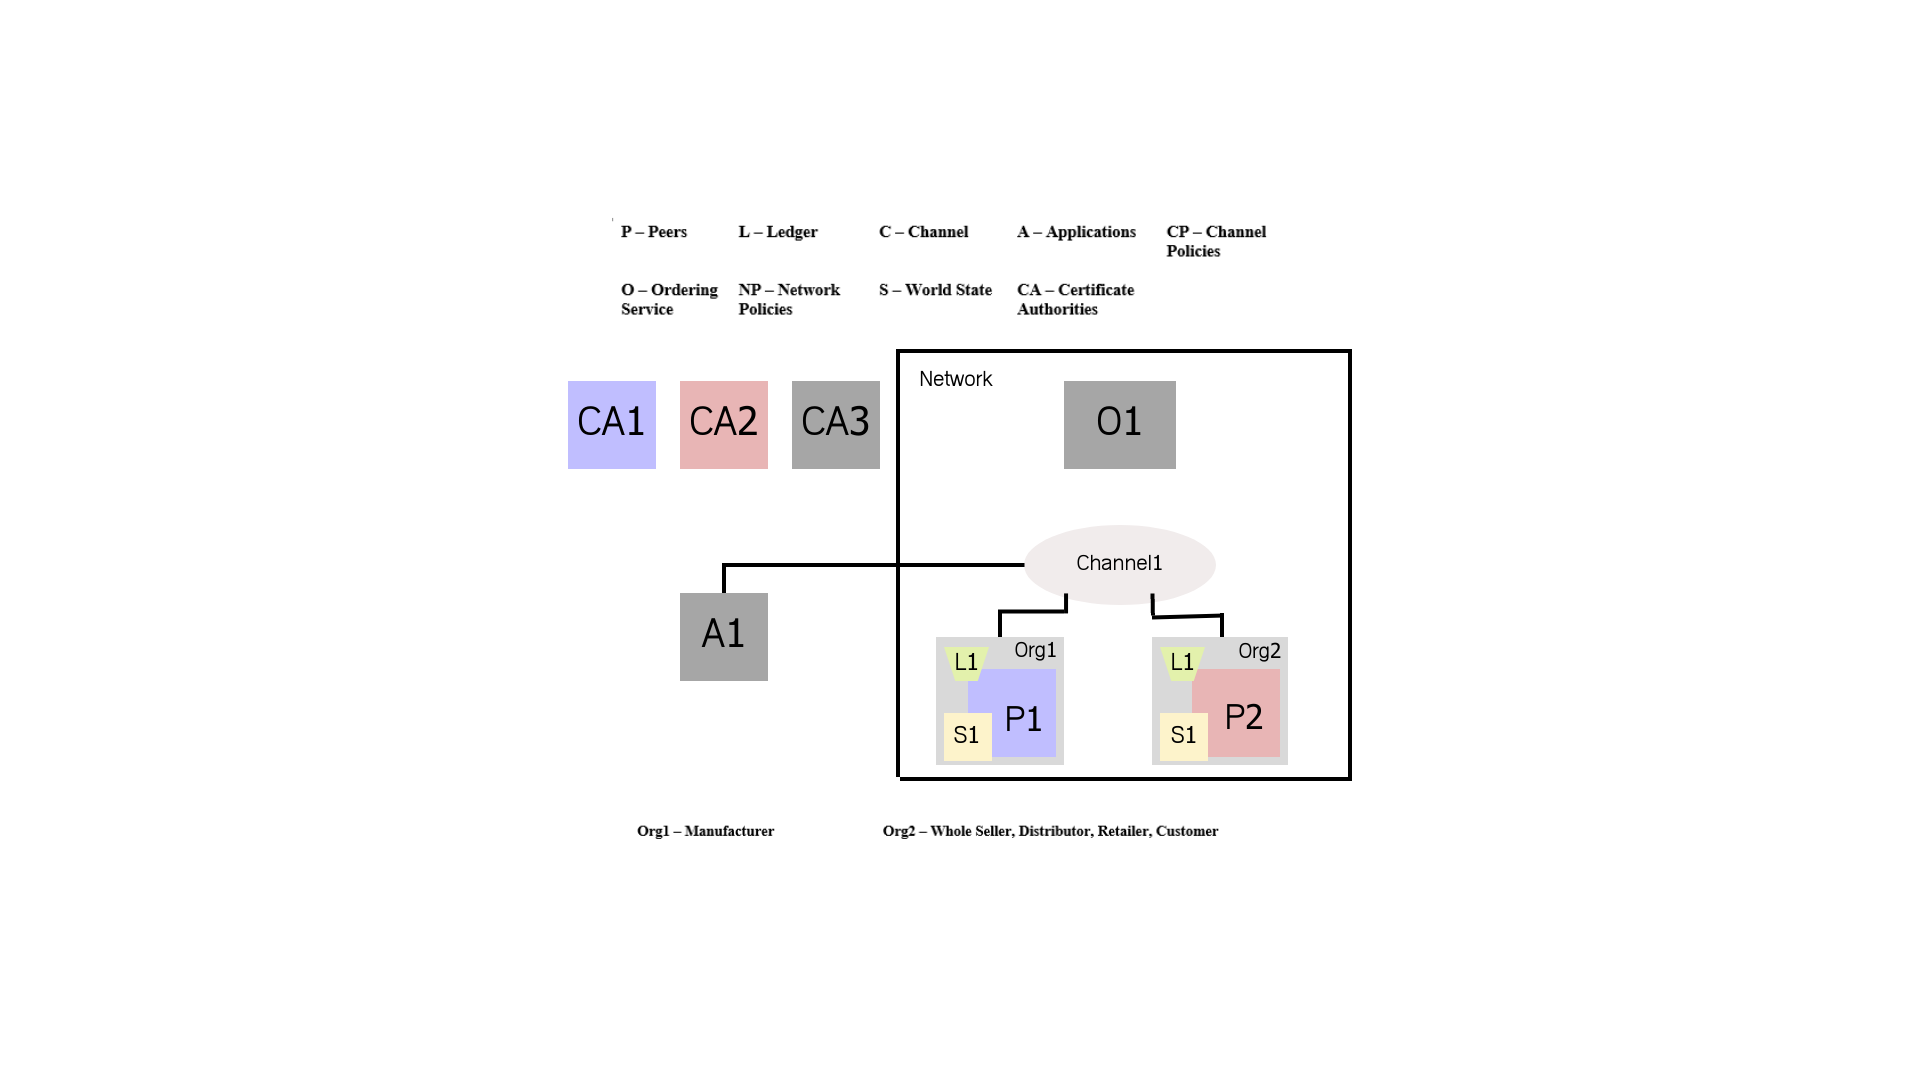 P – Peers
L – Ledger
C – Channel
A – Applications
CP – Channel
Policies
O – Ordering
Service
NP – Network
Policies
S – World State
CA – Certificate
Authorities
Network
CA1
CA2
CA3
O1
Channel1
A1
Org1
L1
P1
S1
Org2
L1
P2
S1
Org1 – Manufacturer
Org2 – Whole Seller, Distributor, Retailer, Customer